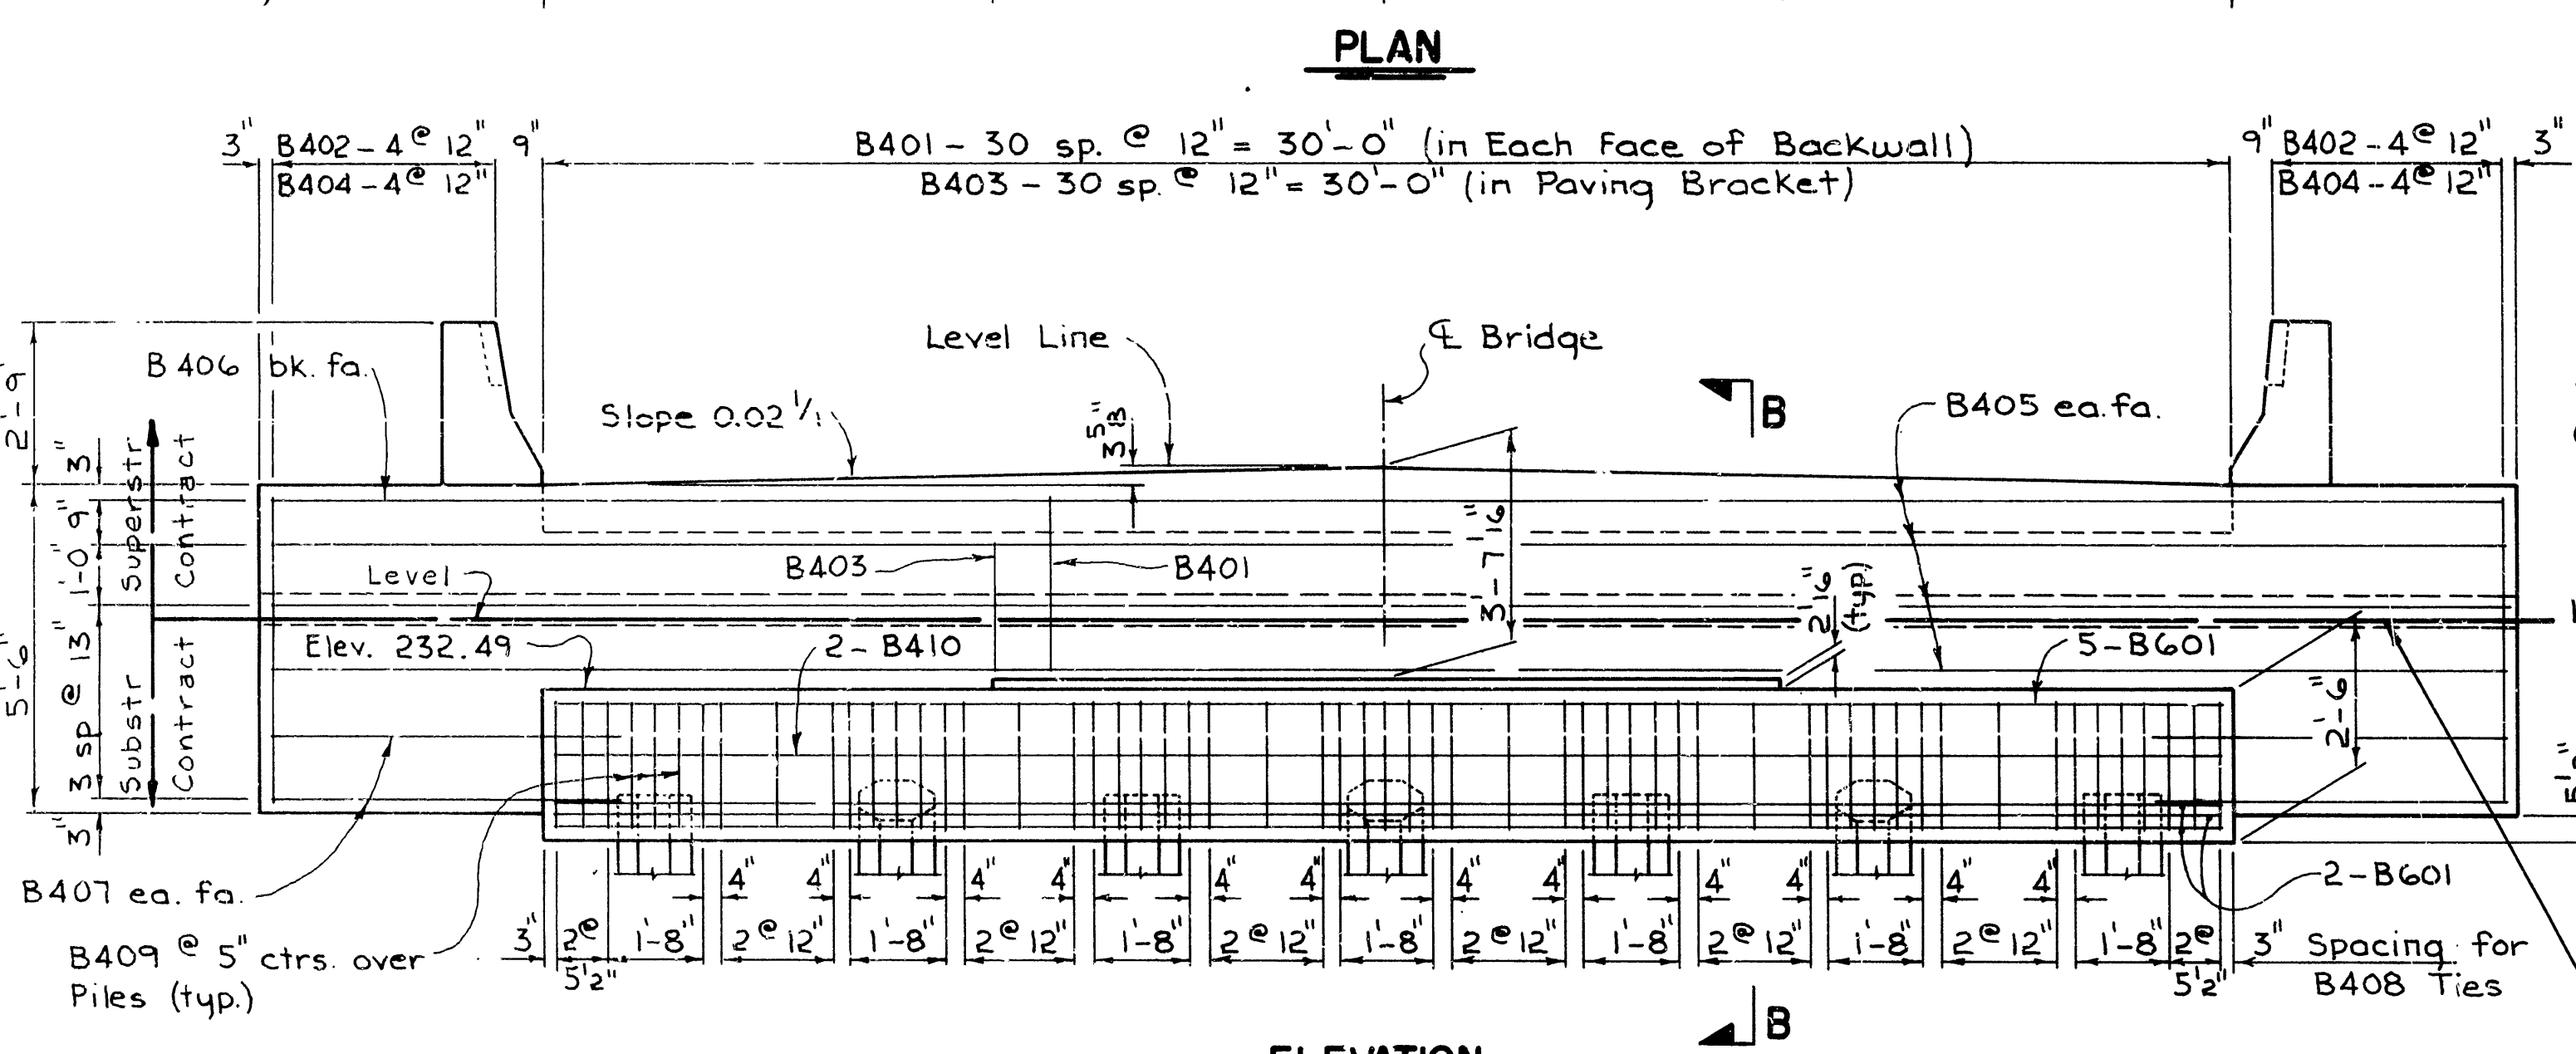 PLAN
3" B402-4@12" 9" B401-30 sp. @ 12" = 30'-0" (in Each Face of Backwall) 9" B402-4@12" 3"
B404-4@12" B403-30 sp. @ 12" = 30'-0" (in Paving Bracket) B404-4@12"
Level Line
℄ Bridge
B406 bk. fa.
2'-9"
Slope 0.02 1/1
3 5/8"
B
B405 ea. fa.
3"
9"
1'-0"
Superstr
Contract
B403
B401
3'-7 1/16"
2 1/16"
(typ)
Level
Elev. 232.49
2-B410
5-B601
5'-6"
3 sp @ 13"
Substr
Contract
2'-6"
3"
B407 ea. fa.
2-B601
4" 4" 4" 4" 4" 4" 4" 4" 4" 4" 4" 4"
3" 2@ 1'-8" 2@12" 1'-8" 2@12" 1'-8" 2@12" 1'-8" 2@12" 1'-8" 2@12" 1'-8" 2@12" 1'-8" 2@ 3" Spacing for
5½" 5½" B408 Ties
B409 @ 5" ctrs. over
Piles (typ.)
B
ELEVATION